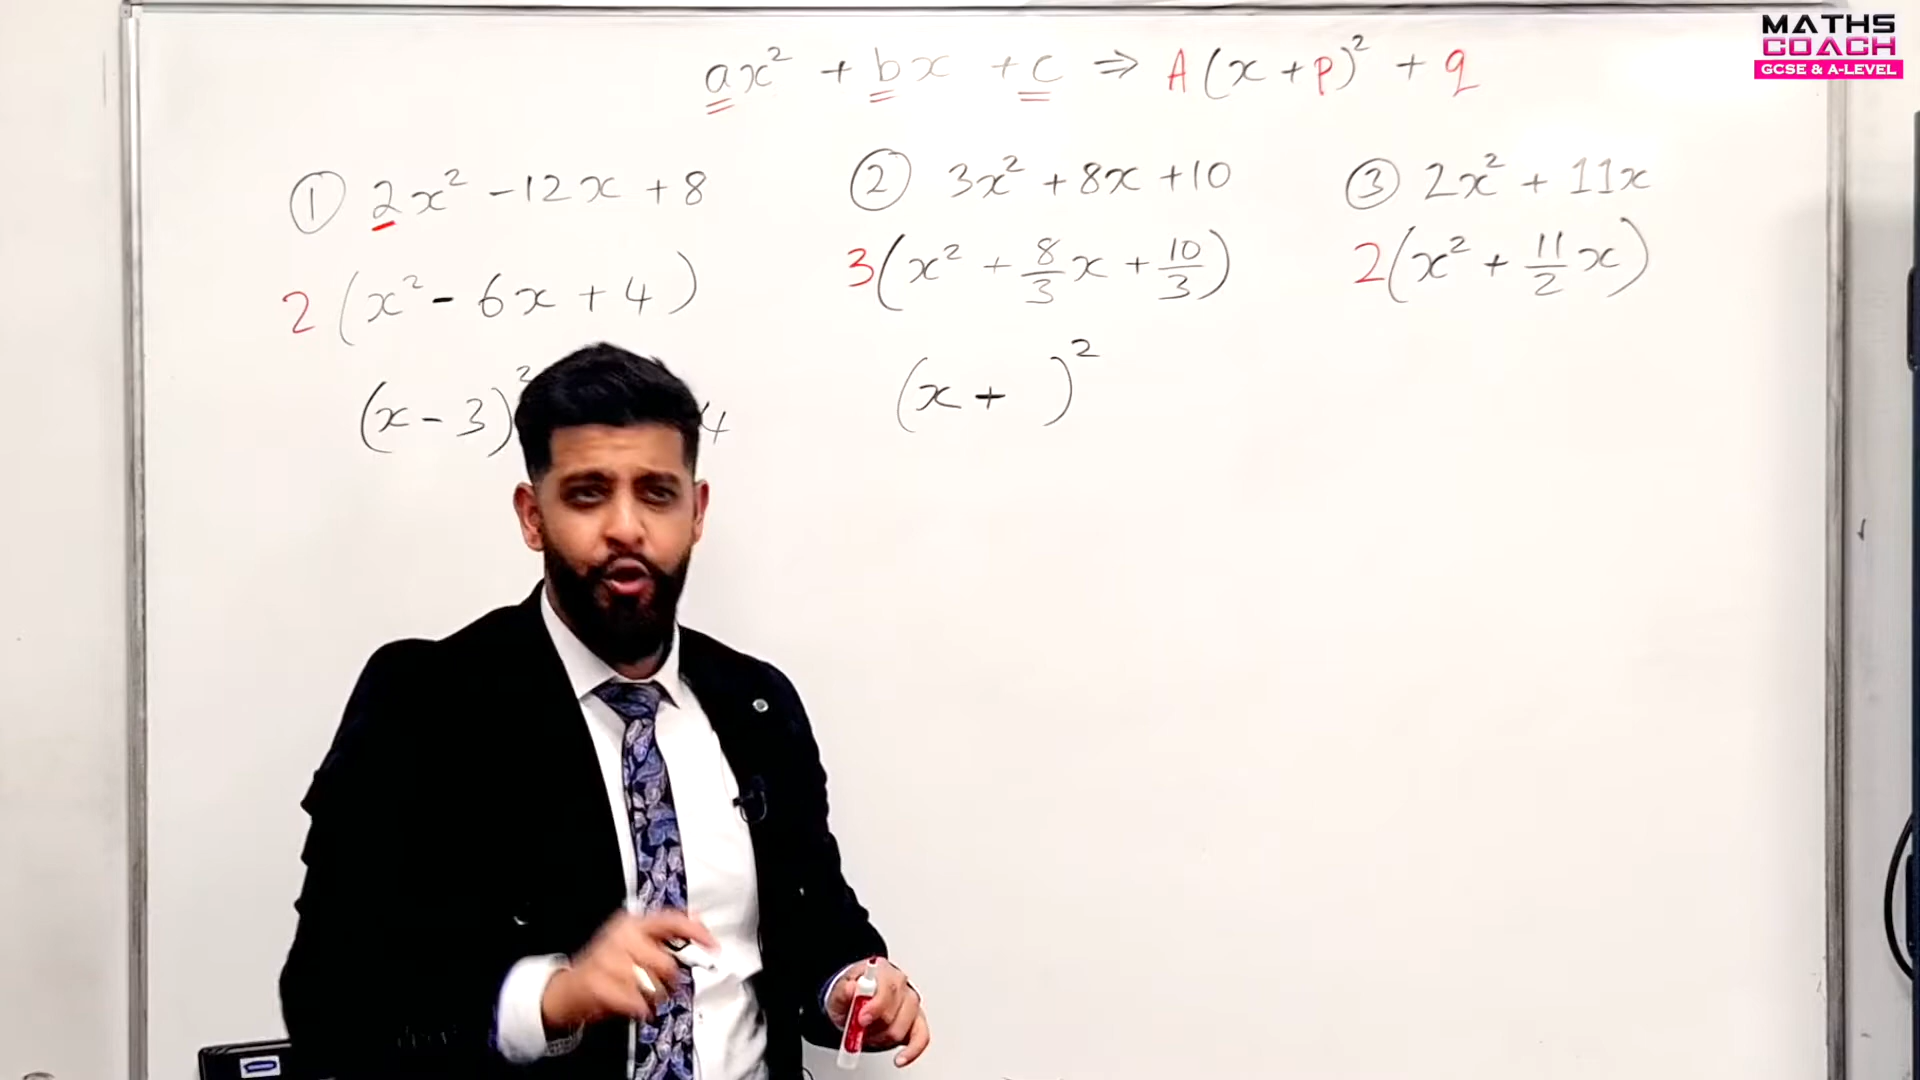 MATHS
COACH
GCSE & A-LEVEL
ax² + bx + c ⇒ A(x + p)² + q
① 2x² - 12x + 8
2(x² - 6x + 4)
(x - 3)² 4
② 3x² + 8x + 10
3(x² + 8/3 x + 10/3)
(x + )²
③ 2x² + 11x
2(x² + 11/2 x)